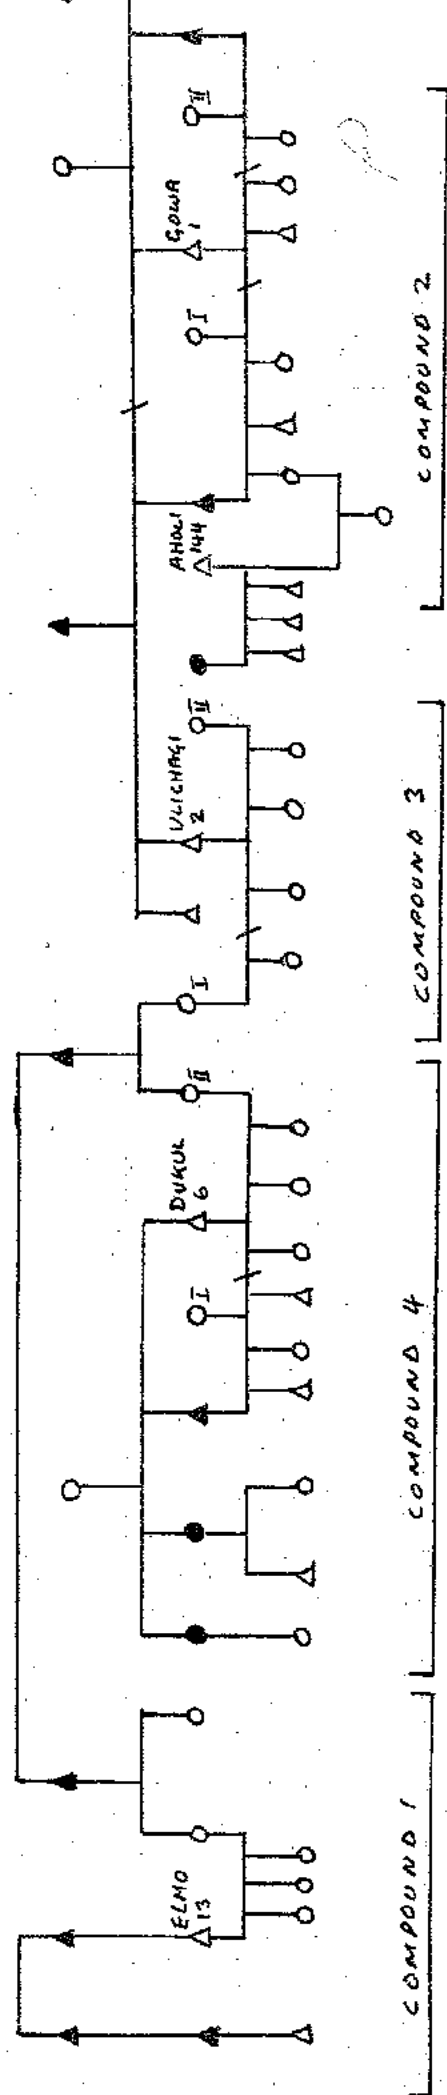 ELMO
13
I
DUKUL
6
II
I
VLICHAGI
2
II
AHOLI
144
I
GOWA
1
II
COMPOUND 1
COMPOUND 4
COMPOUND 3
COMPOUND 2